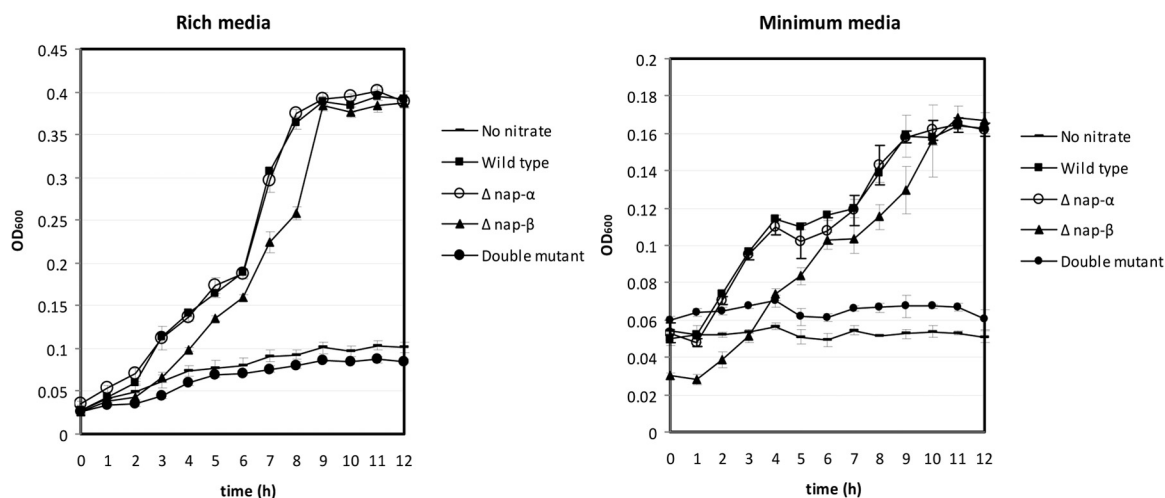 Rich media
0.45
0.4
0.35
0.3
0.25
0.2
0.15
0.1
0.05
0
OD600
0 1 2 3 4 5 6 7 8 9 10 11 12
time (h)
No nitrate
Wild type
Δ nap-α
Δ nap-β
Double mutant
Minimum media
0.2
0.18
0.16
0.14
0.12
0.1
0.08
0.06
0.04
0.02
0
OD600
0 1 2 3 4 5 6 7 8 9 10 11 12
time (h)
No nitrate
Wild type
Δ nap-α
Δ nap-β
Double mutant